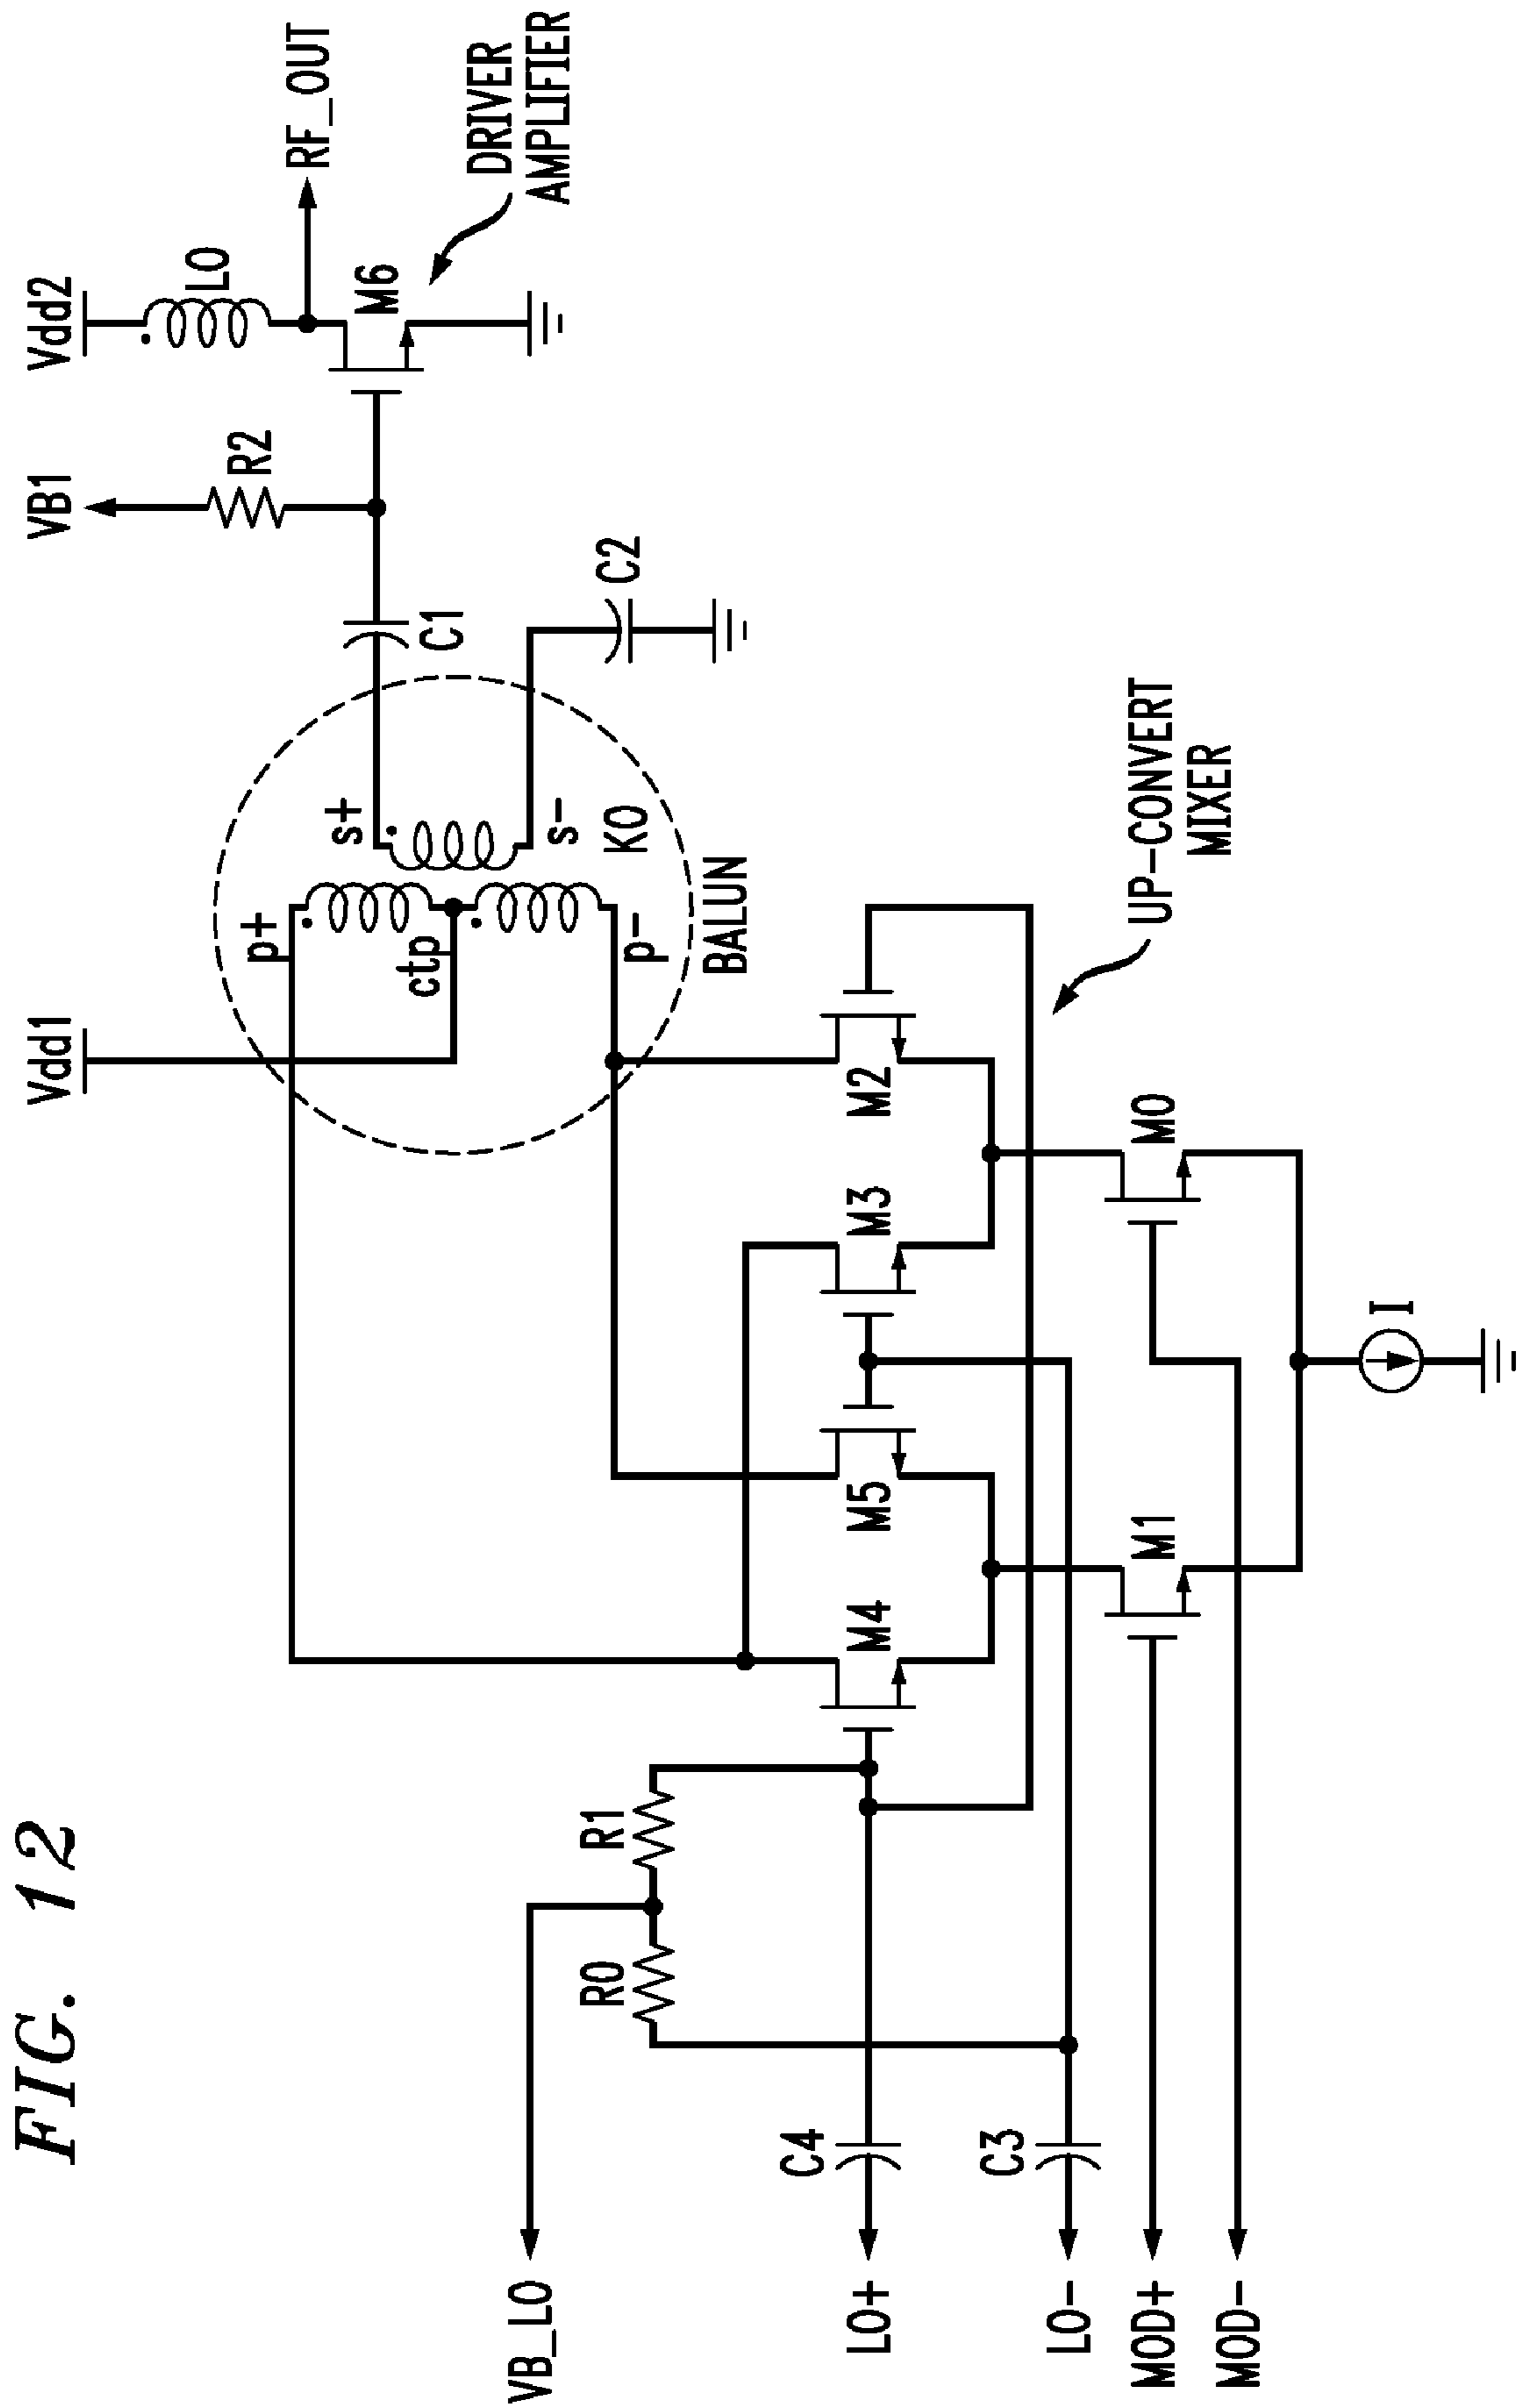 FIG. 12
Vdd1
VB1
Vdd2
L0
RF_OUT
R2
M6
DRIVER
AMPLIFIER
p+
s+
ctp
C1
p-
s-
K0
C2
BALUN
VB_LO
R0
R1
LO+
C4
M4
M5
M3
M2
UP-CONVERT
MIXER
LO-
C3
MOD+
M1
M0
MOD-
I